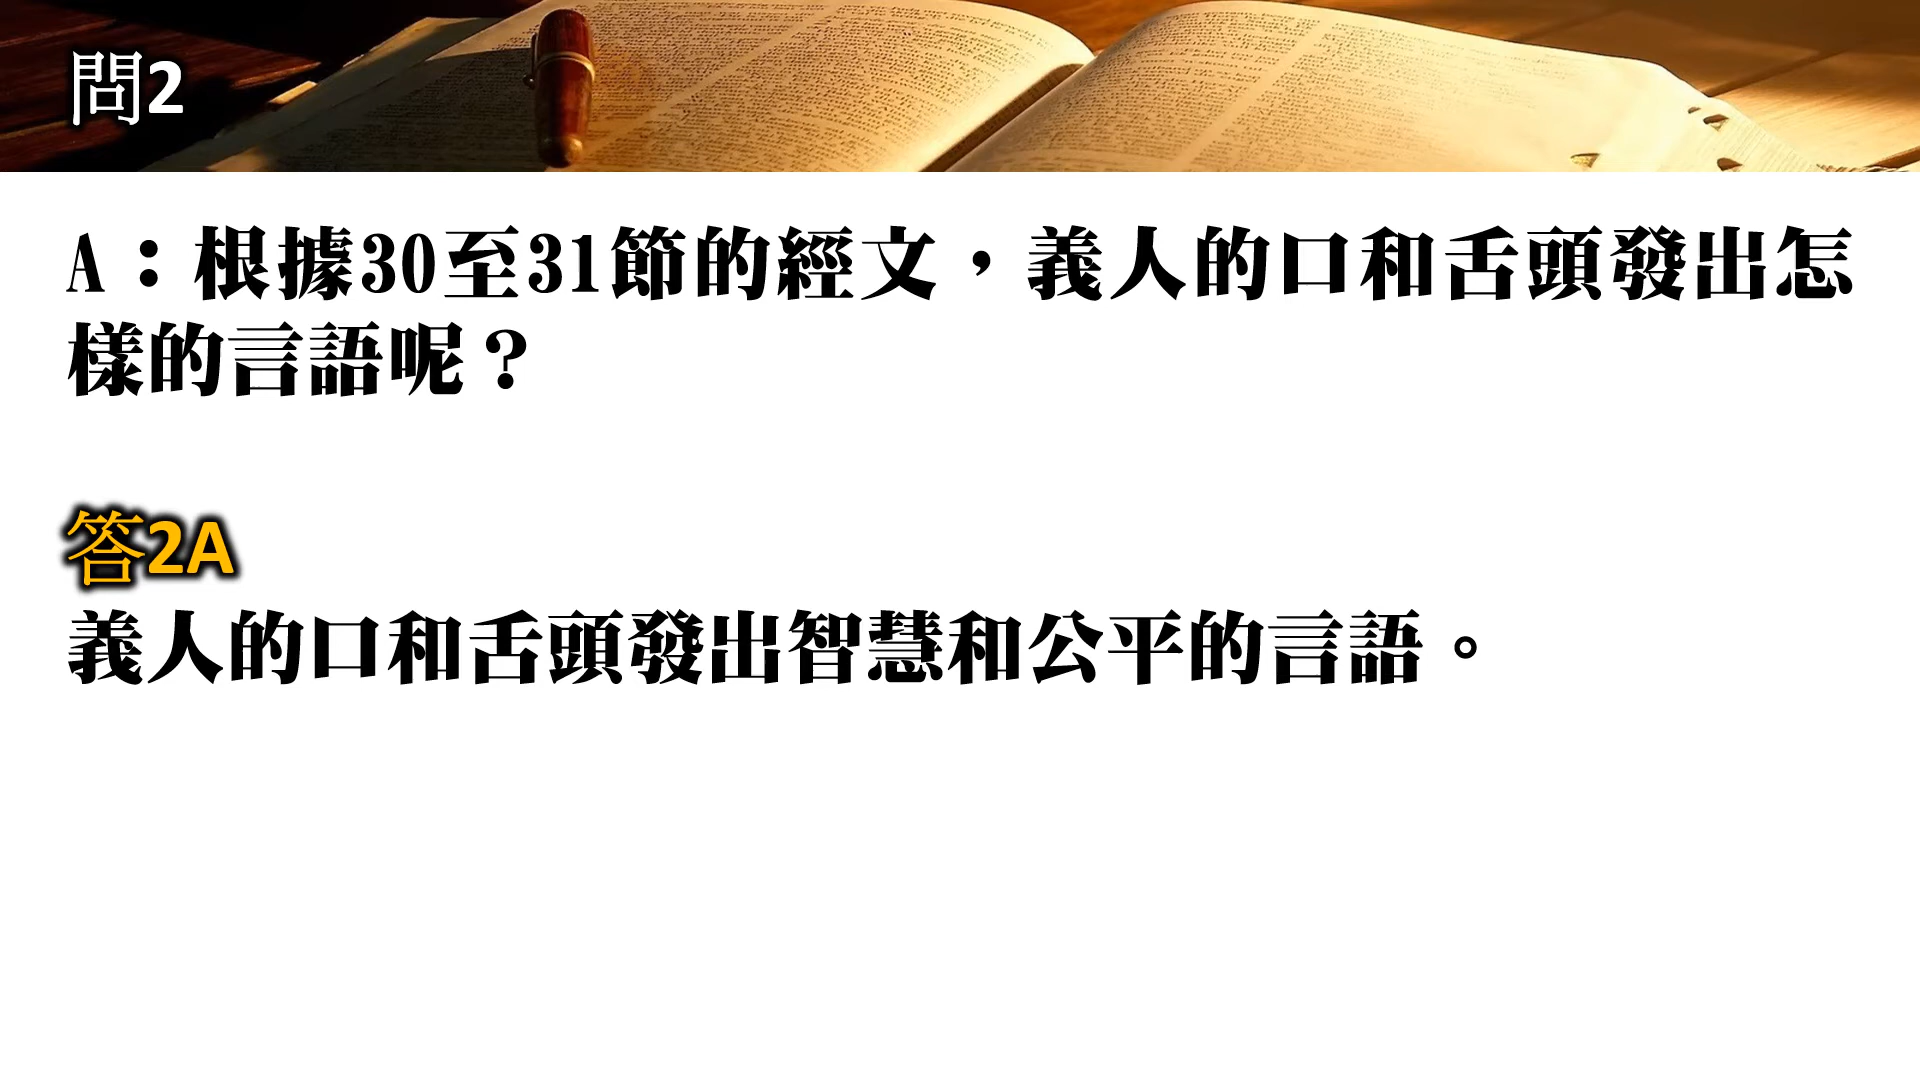 問2
A：根據30至31節的經文，義人的口和舌頭發出怎
樣的言語呢？
答2A
義人的口和舌頭發出智慧和公平的言語。